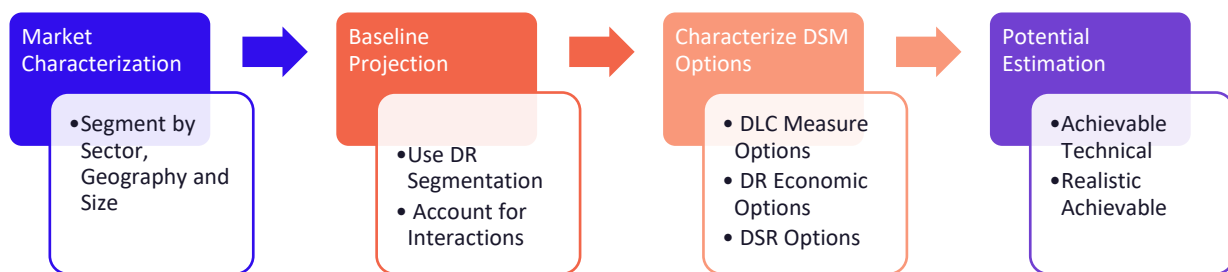 Market
Characterization
•Segment by
Sector,
Geography and
Size
Baseline
Projection
•Use DR
Segmentation
• Account for
Interactions
Characterize DSM
Options
• DLC Measure
Options
• DR Economic
Options
• DSR Options
Potential
Estimation
• Achievable
Technical
• Realistic
Achievable